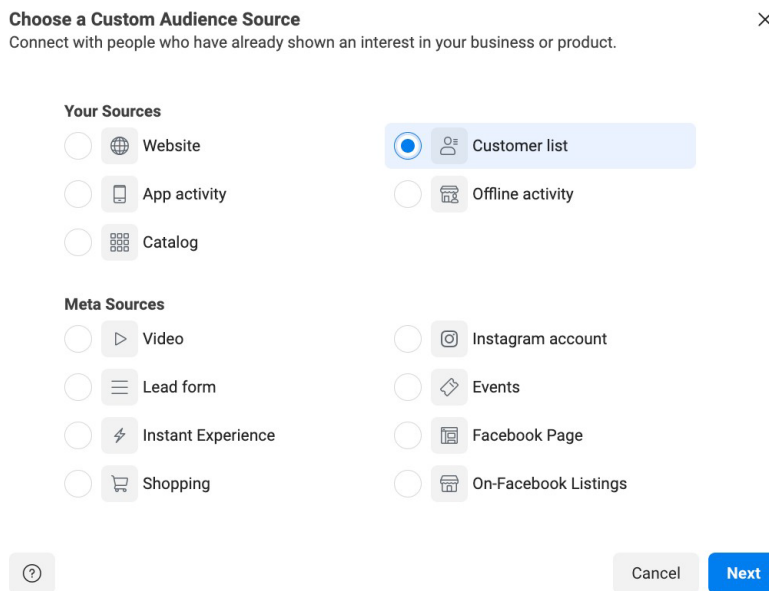 Choose a Custom Audience Source
Connect with people who have already shown an interest in your business or product.
Your Sources
Website
Customer list
App activity
Offline activity
Catalog
Meta Sources
Video
Instagram account
Lead form
Events
Instant Experience
Facebook Page
Shopping
On-Facebook Listings
Cancel
Next